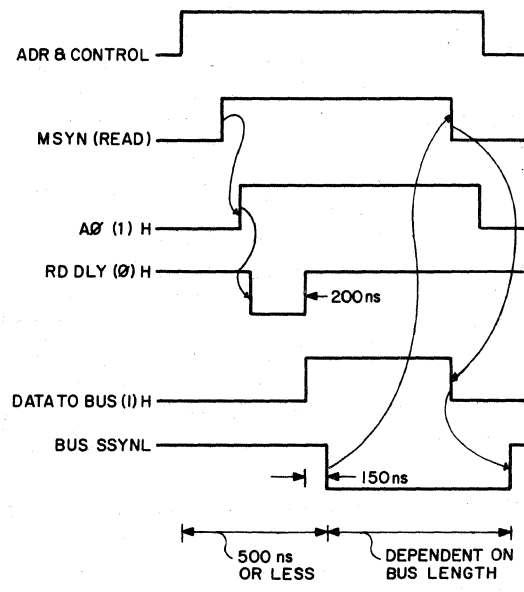 ADR & CONTROL
MSYN (READ)
AØ (1) H
RD DLY (Ø) H
200ns
DATA TO BUS (1) H
BUS SSYNL
150ns
500 ns
OR LESS
DEPENDENT ON
BUS LENGTH